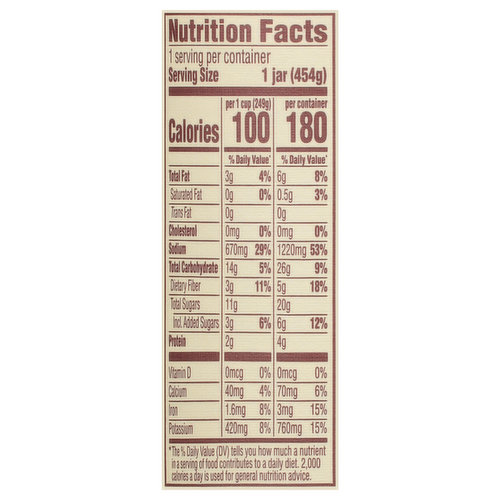 Nutrition Facts
1 serving per container
Serving Size 1 jar (454g)
per 1 cup (249g) per container
Calories 100 180
% Daily Value* % Daily Value*
Total Fat 3g 4% 6g 8%
Saturated Fat 0g 0% 0.5g 3%
Trans Fat 0g 0g
Cholesterol 0mg 0% 0mg 0%
Sodium 670mg 29% 1220mg 53%
Total Carbohydrate 14g 5% 26g 9%
Dietary Fiber 3g 11% 5g 18%
Total Sugars 11g 20g
Incl. Added Sugars 3g 6% 6g 12%
Protein 2g 4g
Vitamin D 0mcg 0% 0mcg 0%
Calcium 40mg 4% 70mg 6%
Iron 1.6mg 8% 3mg 15%
Potassium 420mg 8% 760mg 15%
*The % Daily Value (DV) tells you how much a nutrient
in a serving of food contributes to a daily diet. 2,000
calories a day is used for general nutrition advice.